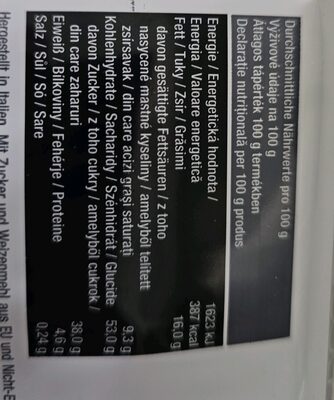 Durchschnittliche Nährwerte pro 100 g
Výživové údaje na 100 g
Átlagos tápérték 100 g termékben
Declarație nutrițională per 100 g produs
Energie / Energetická hodnota / 1623 kJ
Energia / Valoare energetică 387 kcal
Fett / Tuky / Zsír / Grăsimi 16,0 g
davon gesättigte Fettsäuren / z toho
nasycené mastné kyseliny / amelyből telített
zsírsavak / din care acizi grași saturați 9,3 g
Kohlenhydrate / Sacharidy / Szénhidrát / Glucide 53,0 g
davon Zucker / z toho cukry / amelyből cukrok /
din care zaharuri 38,0 g
Eiweiß / Bílkoviny / Fehérje / Proteine 4,6 g
Salz / Sůl / Só / Sare 0,24 g
Hergestellt in Italien. Mit Zucker und Weizenmehl aus EU und Nicht-E